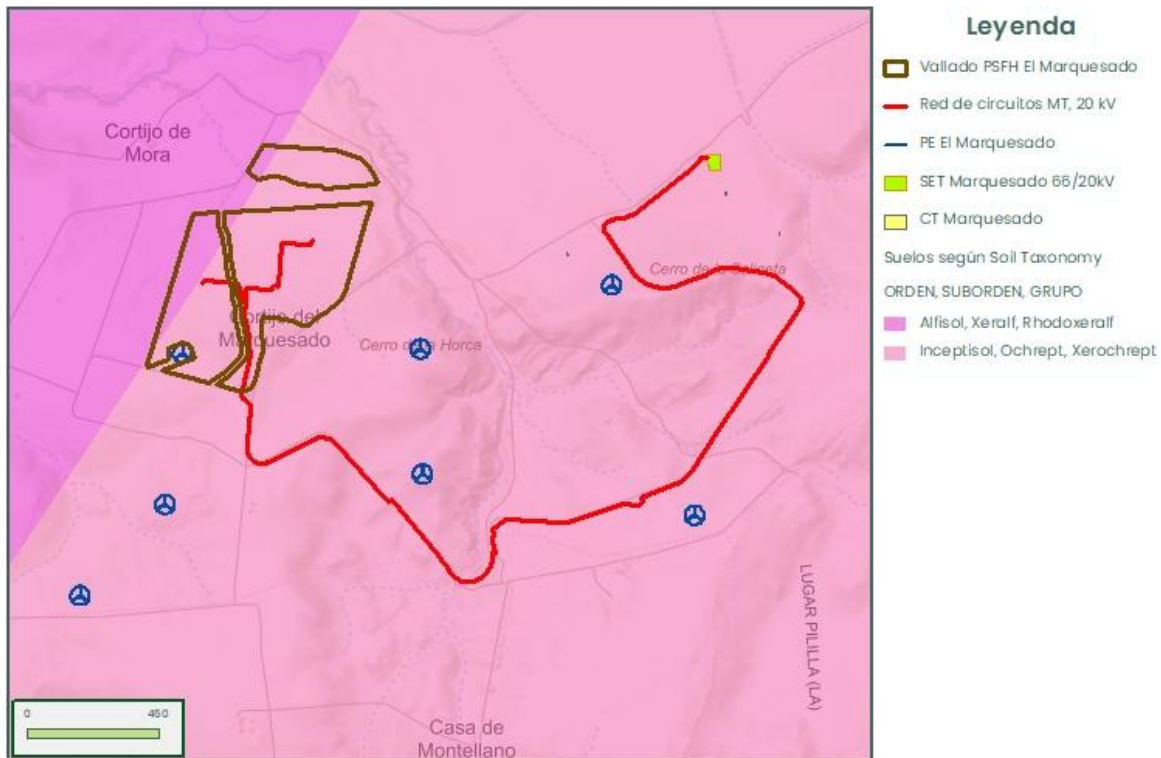 Leyenda
Vallado PSFH El Marquesado
Red de circuitos MT, 20 kV
PE El Marquesado
SET Marquesado 66/20kV
CT Marquesado
Suelos según Soil Taxonomy
ORDEN, SUBORDEN, GRUPO
Alfisol, Xeralf, Rhodoxeralf
Inceptisol, Ochrept, Xerochrept
Cortijo de
Mora
Cortijo del
Marquesado
Cerro de la Horca
Cerro de la
LUGAR PILILLA (LA)
Casa de
Montellano
0 450